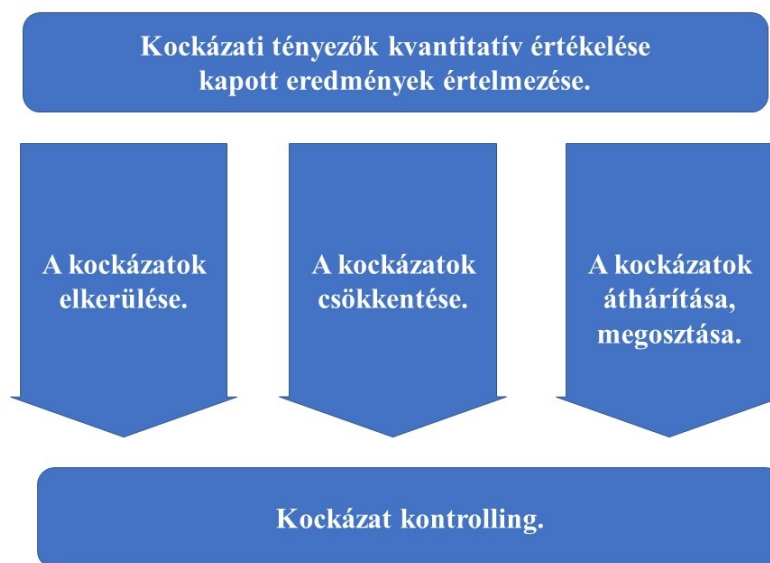 Kockázati tényezők kvantitatív értékelése
kapott eredmények értelmezése.
A kockázatok
elkerülése.
A kockázatok
csökkentése.
A kockázatok
áthárítása,
megosztása.
Kockázat kontrolling.